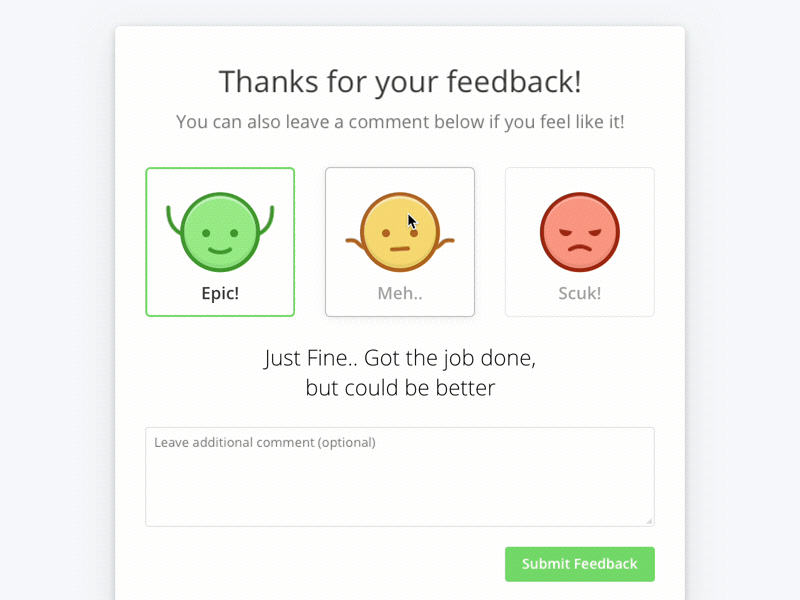 Thanks for your feedback!
You can also leave a comment below if you feel like it!
Epic!
Meh..
Scuk!
Just Fine.. Got the job done,
but could be better
Leave additional comment (optional)
Submit Feedback